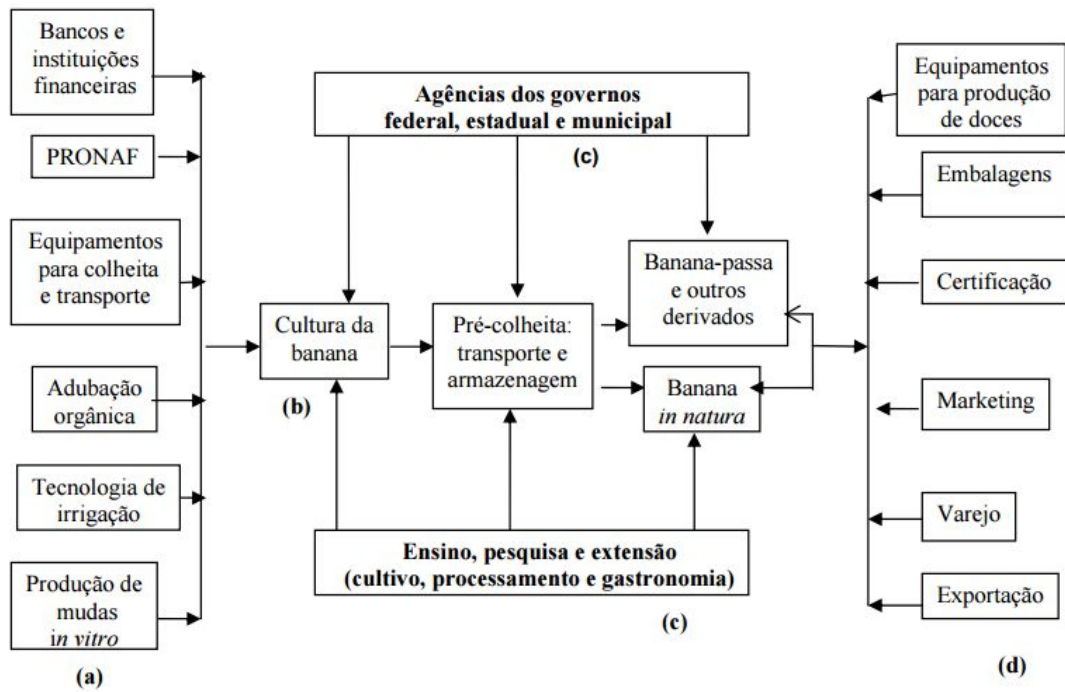 Bancos e
instituições
financeiras
PRONAF
Equipamentos
para colheita
e transporte
Adubação
orgânica
Tecnologia de
irrigação
Produção de
mudas
in vitro
(a)
Agências dos governos
federal, estadual e municipal
(c)
Cultura da
banana
(b)
Pré-colheita:
transporte e
armazenagem
Banana-passa
e outros
derivados
Banana
in natura
Ensino, pesquisa e extensão
(cultivo, processamento e gastronomia)
(c)
Equipamentos
para produção
de doces
Embalagens
Certificação
Marketing
Varejo
Exportação
(d)